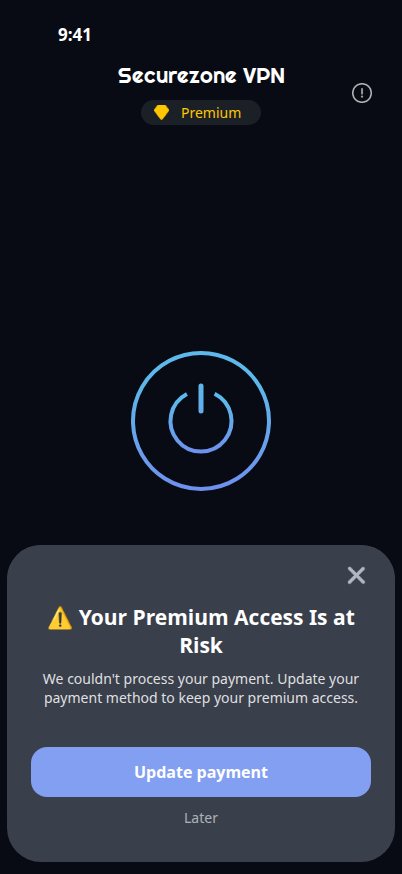 9:41
Securezone VPN
Premium
⚠️ Your Premium Access Is at
Risk
We couldn't process your payment. Update your
payment method to keep your premium access.
Update payment
Later